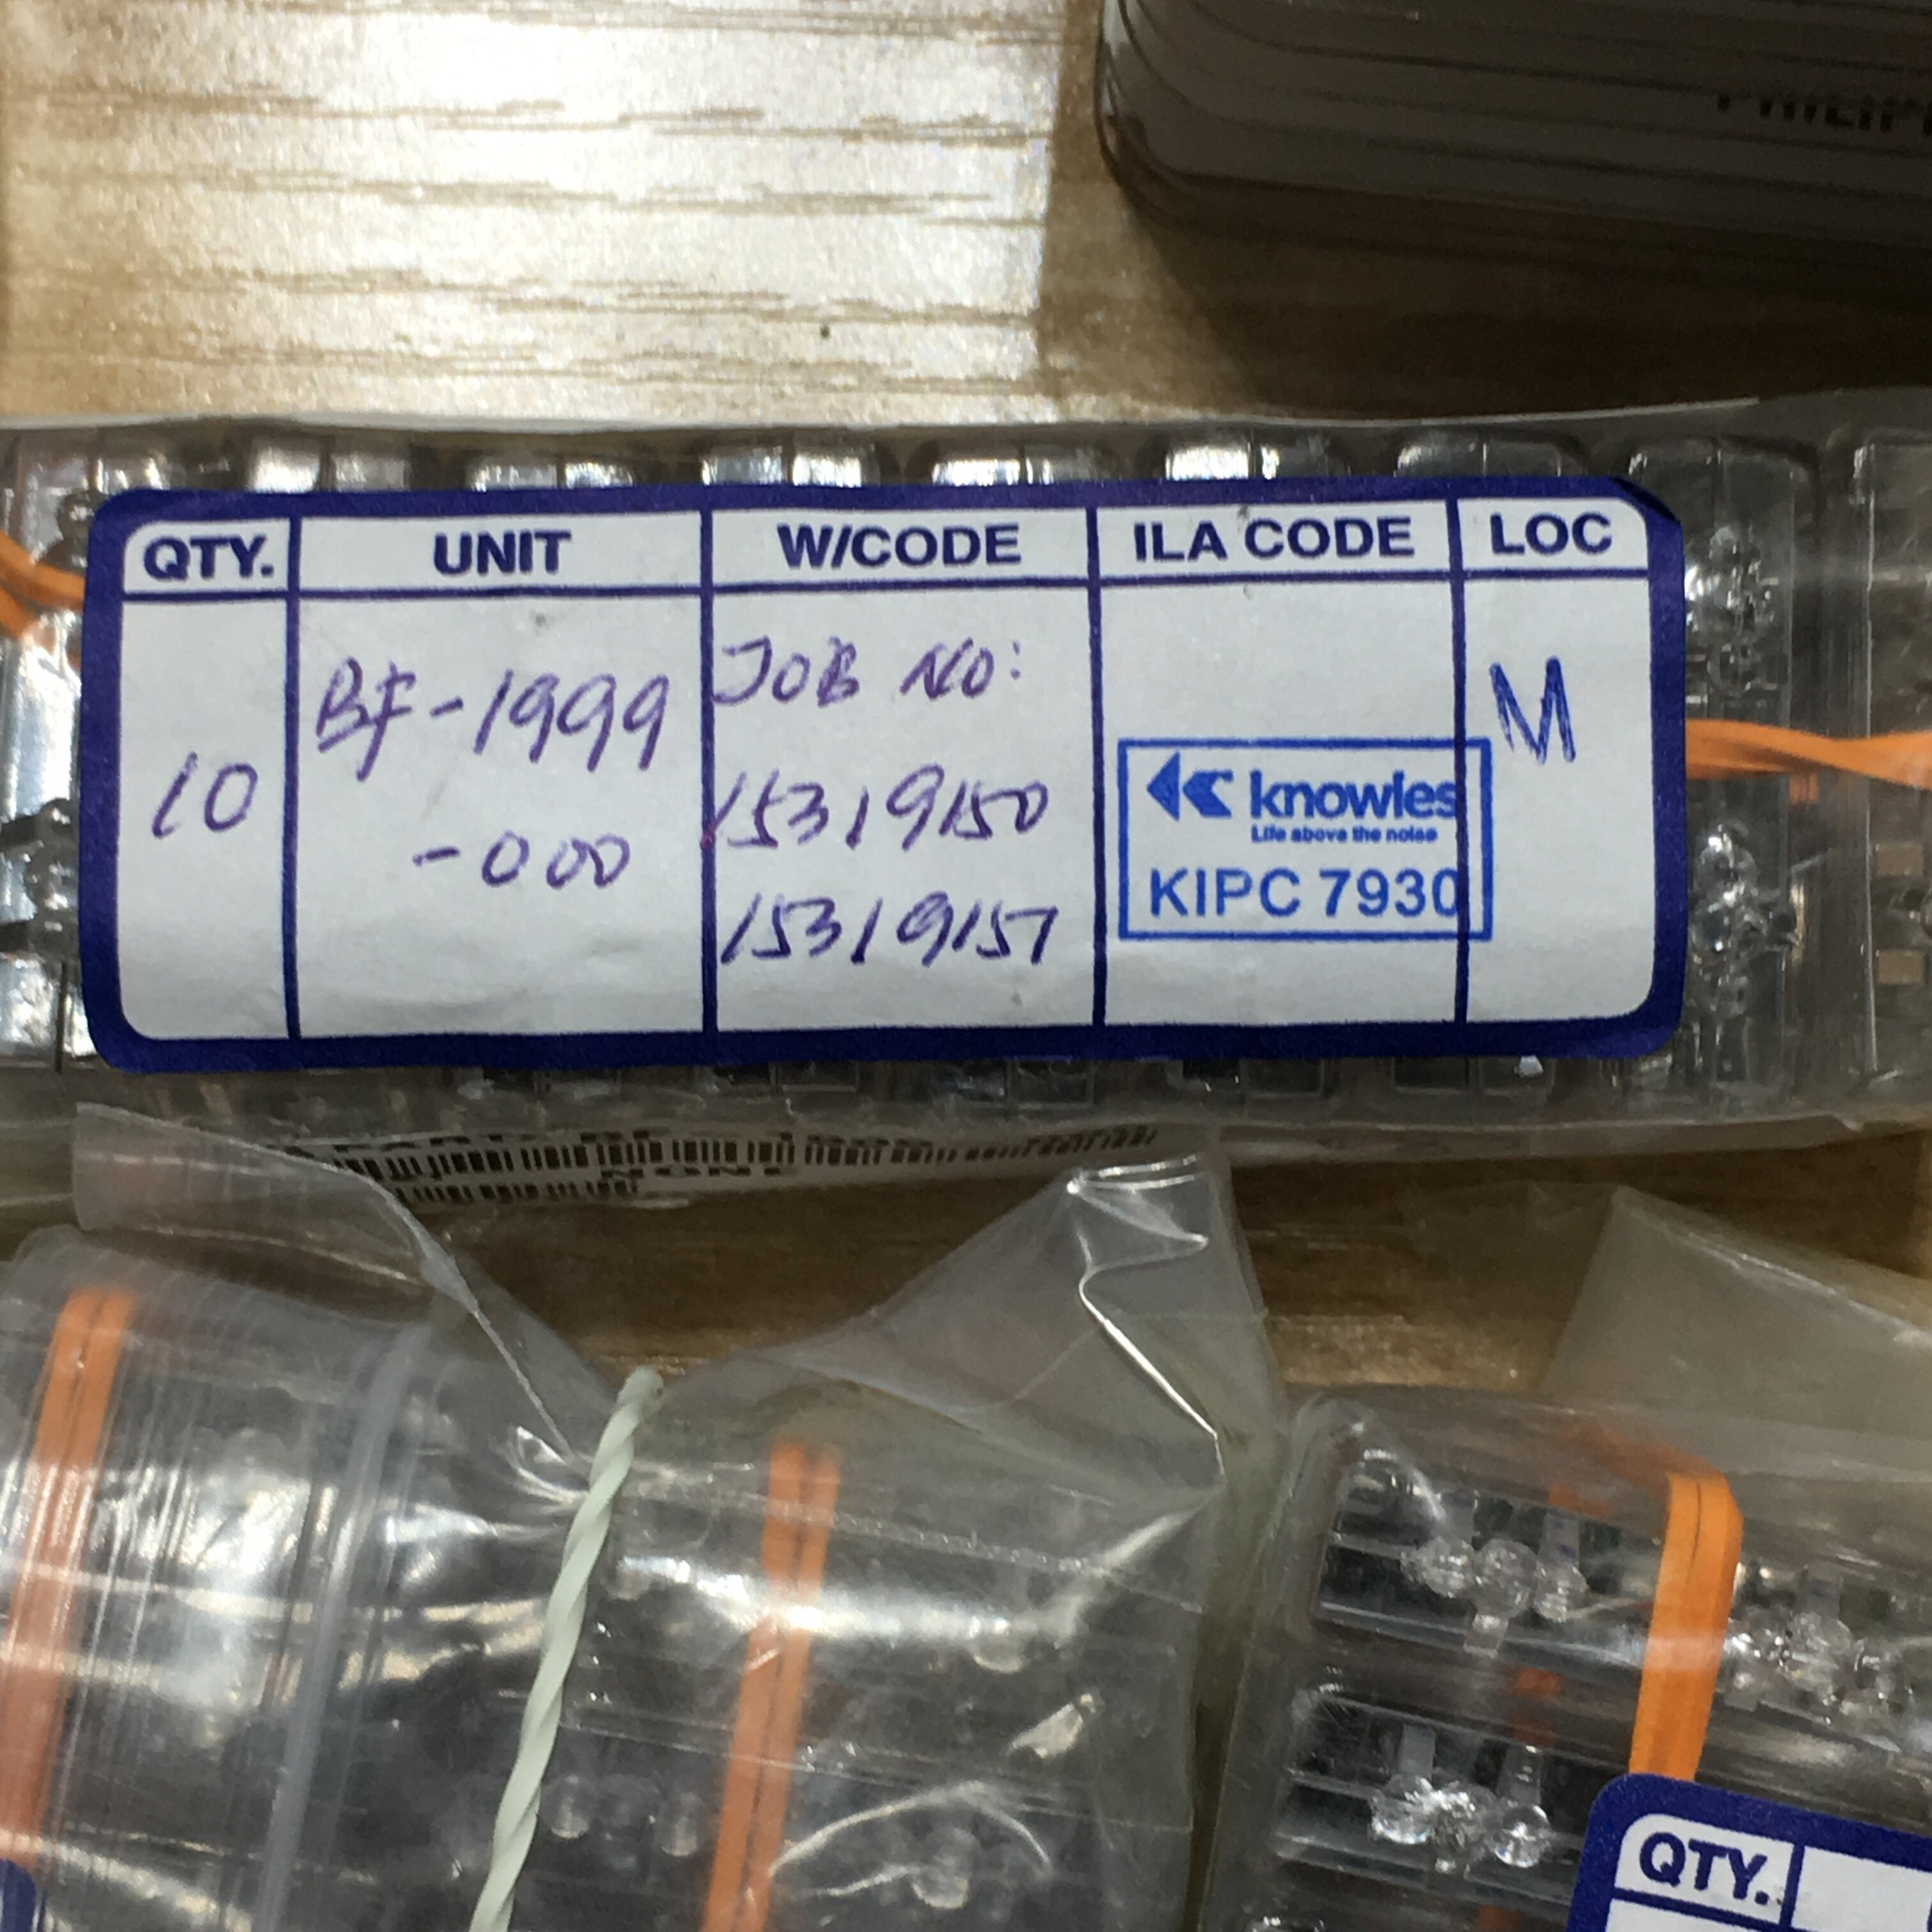 QTY. UNIT W/CODE ILA CODE LOC
10
BF-1999
-000
JOB NO:
15319150
15319157
knowles
Life above the noise
KIPC 7930
M
NONE
QTY.